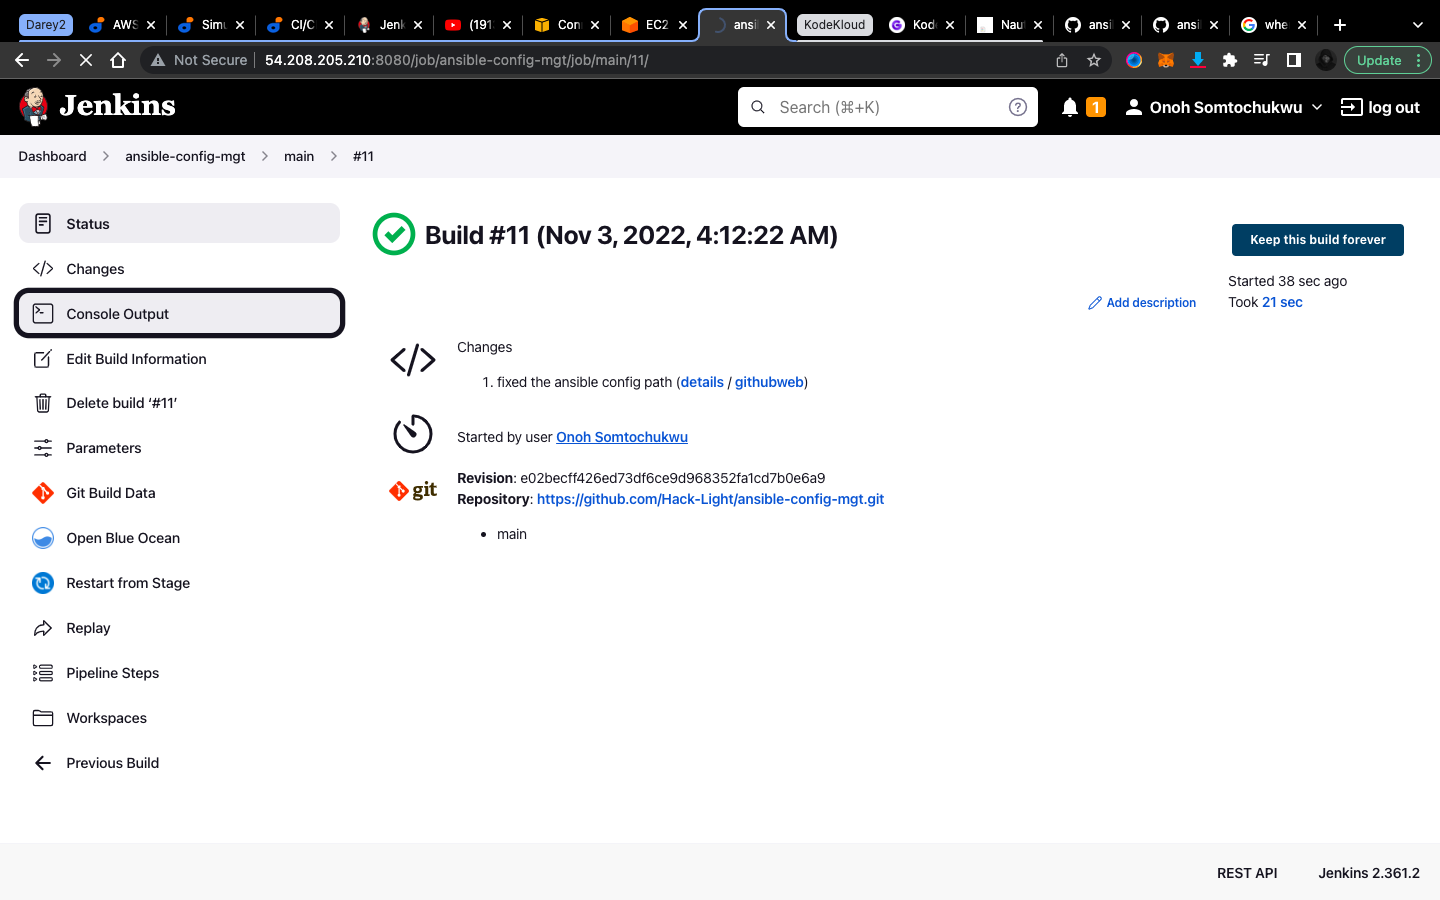 Darey2 AWS Simu CI/C Jenk (191 Con EC2 ansi KodeKloud Kod Nau ansi ansi whe
Not Secure 54.208.205.210:8080/job/ansible-config-mgt/job/main/11/ Update
Jenkins Search (⌘+K) ? 1 Onoh Somtochukwu log out
Dashboard ansible-config-mgt main #11
Status
Changes
Console Output
Edit Build Information
Delete build ‘#11’
Parameters
Git Build Data
Open Blue Ocean
Restart from Stage
Replay
Pipeline Steps
Workspaces
Previous Build
Build #11 (Nov 3, 2022, 4:12:22 AM)
Keep this build forever
Started 38 sec ago
Took 21 sec
Add description
Changes
1. fixed the ansible config path (details / githubweb)
Started by user Onoh Somtochukwu
git
Revision: e02becff426ed73df6ce9d968352fa1cd7b0e6a9
Repository: https://github.com/Hack-Light/ansible-config-mgt.git
• main
REST API Jenkins 2.361.2